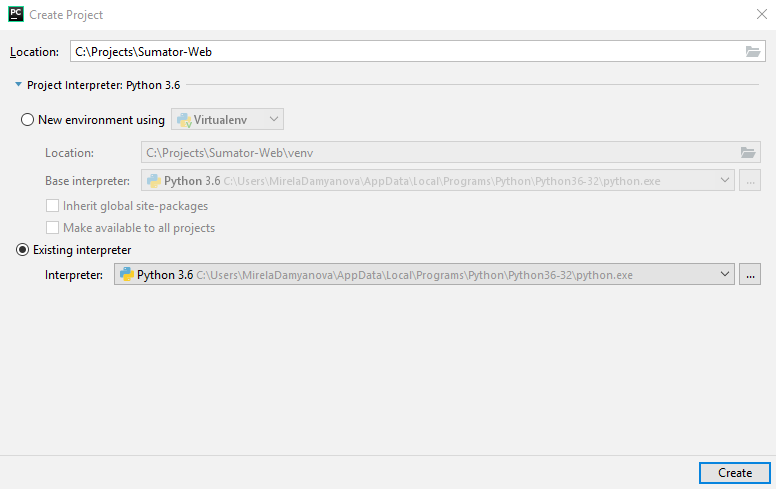 PC Create Project
Location: C:\Projects\Sumator-Web
Project Interpreter: Python 3.6
New environment using Virtualenv
Location: C:\Projects\Sumator-Web\venv
Base interpreter: Python 3.6 C:\Users\MirelaDamyanova\AppData\Local\Programs\Python\Python36-32\python.exe ...
Inherit global site-packages
Make available to all projects
Existing interpreter
Interpreter: Python 3.6 C:\Users\MirelaDamyanova\AppData\Local\Programs\Python\Python36-32\python.exe ...
Create